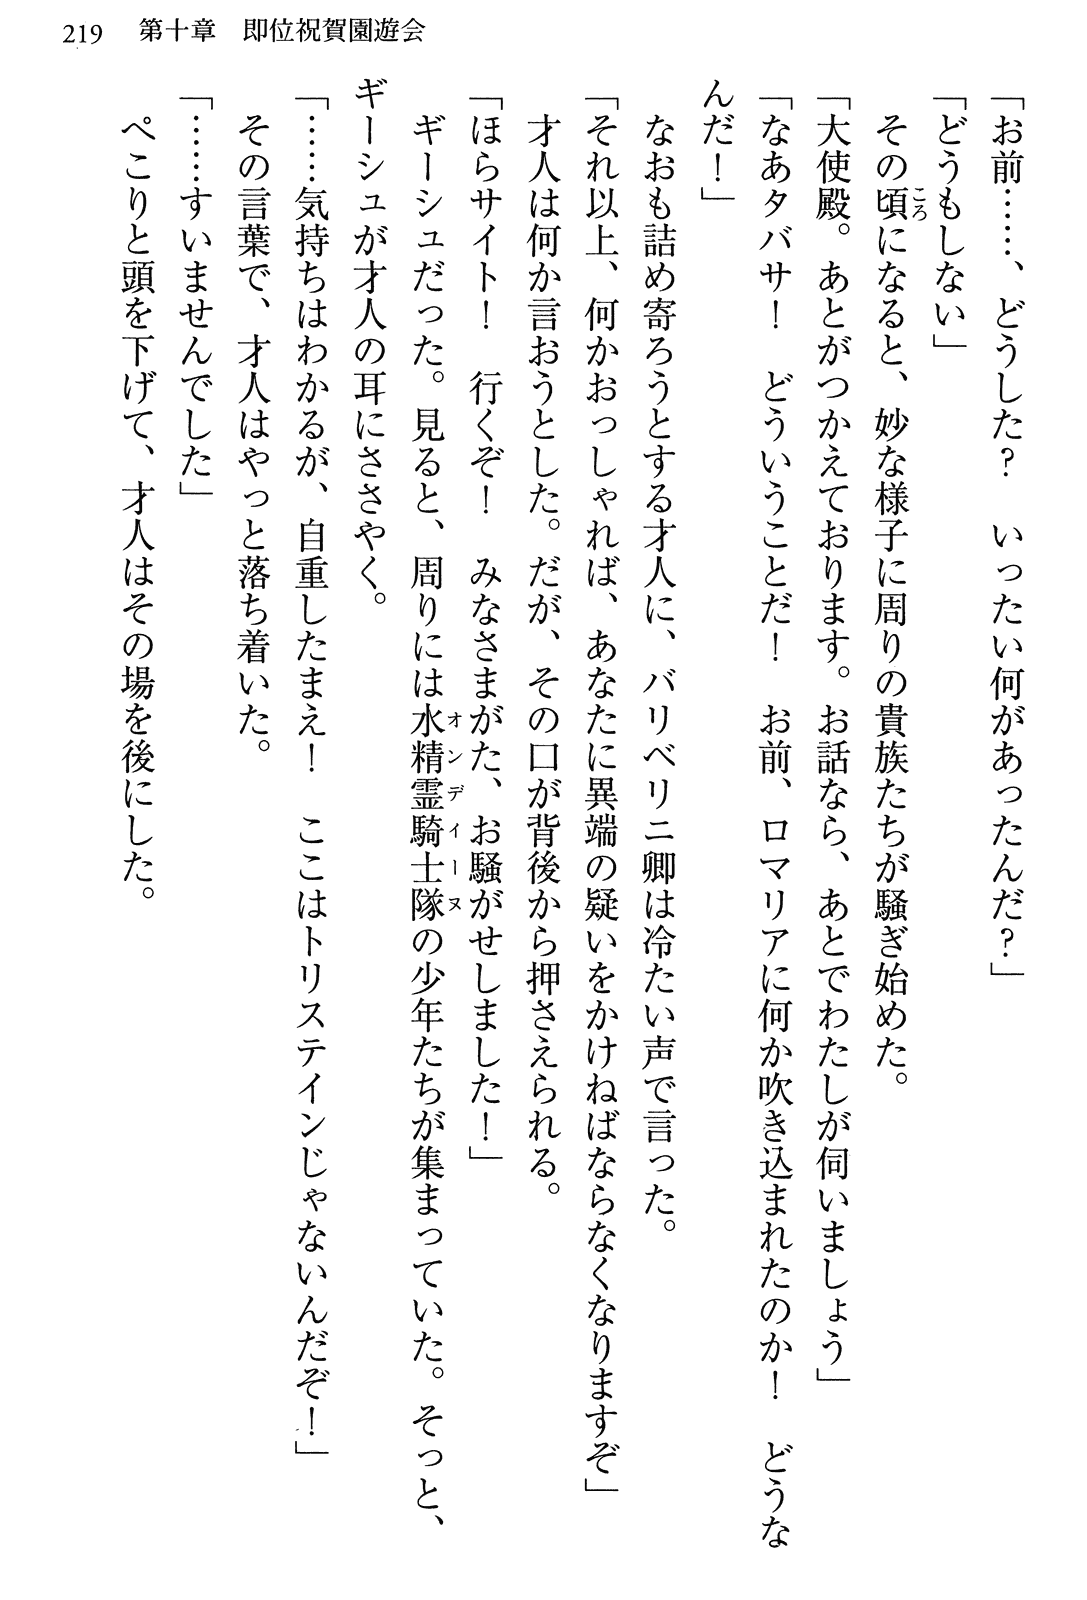 219　第十章　即位祝賀園遊会
「お前……、どうした？　いったい何があったんだ？」
「どうもしない」
　その頃になると、妙な様子に周りの貴族たちが騒ぎ始めた。
「大使殿。あとがつかえております。お話なら、あとでわたしが伺いましょう」
「なあタバサ！　どういうことだ！　お前、ロマリアに何か吹き込まれたのか！　どうな
んだ！」
　なおも詰め寄ろうとする才人に、バリベリニ卿は冷たい声で言った。
「それ以上、何かおっしゃれば、あなたに異端の疑いをかけねばならなくなりますぞ」
　才人は何か言おうとした。だが、その口が背後から押さえられる。
「ほらサイト！　行くぞ！　みなさまがた、お騒がせしました！」
　ギーシュだった。見ると、周りには水精霊騎士隊の少年たちが集まっていた。そっと、
ギーシュが才人の耳にささやく。
「……気持ちはわかるが、自重したまえ！　ここはトリステインじゃないんだぞ！」
　その言葉で、才人はやっと落ち着いた。
「……すいませんでした」
　ぺこりと頭を下げて、才人はその場を後にした。
ころ
オンディーヌ